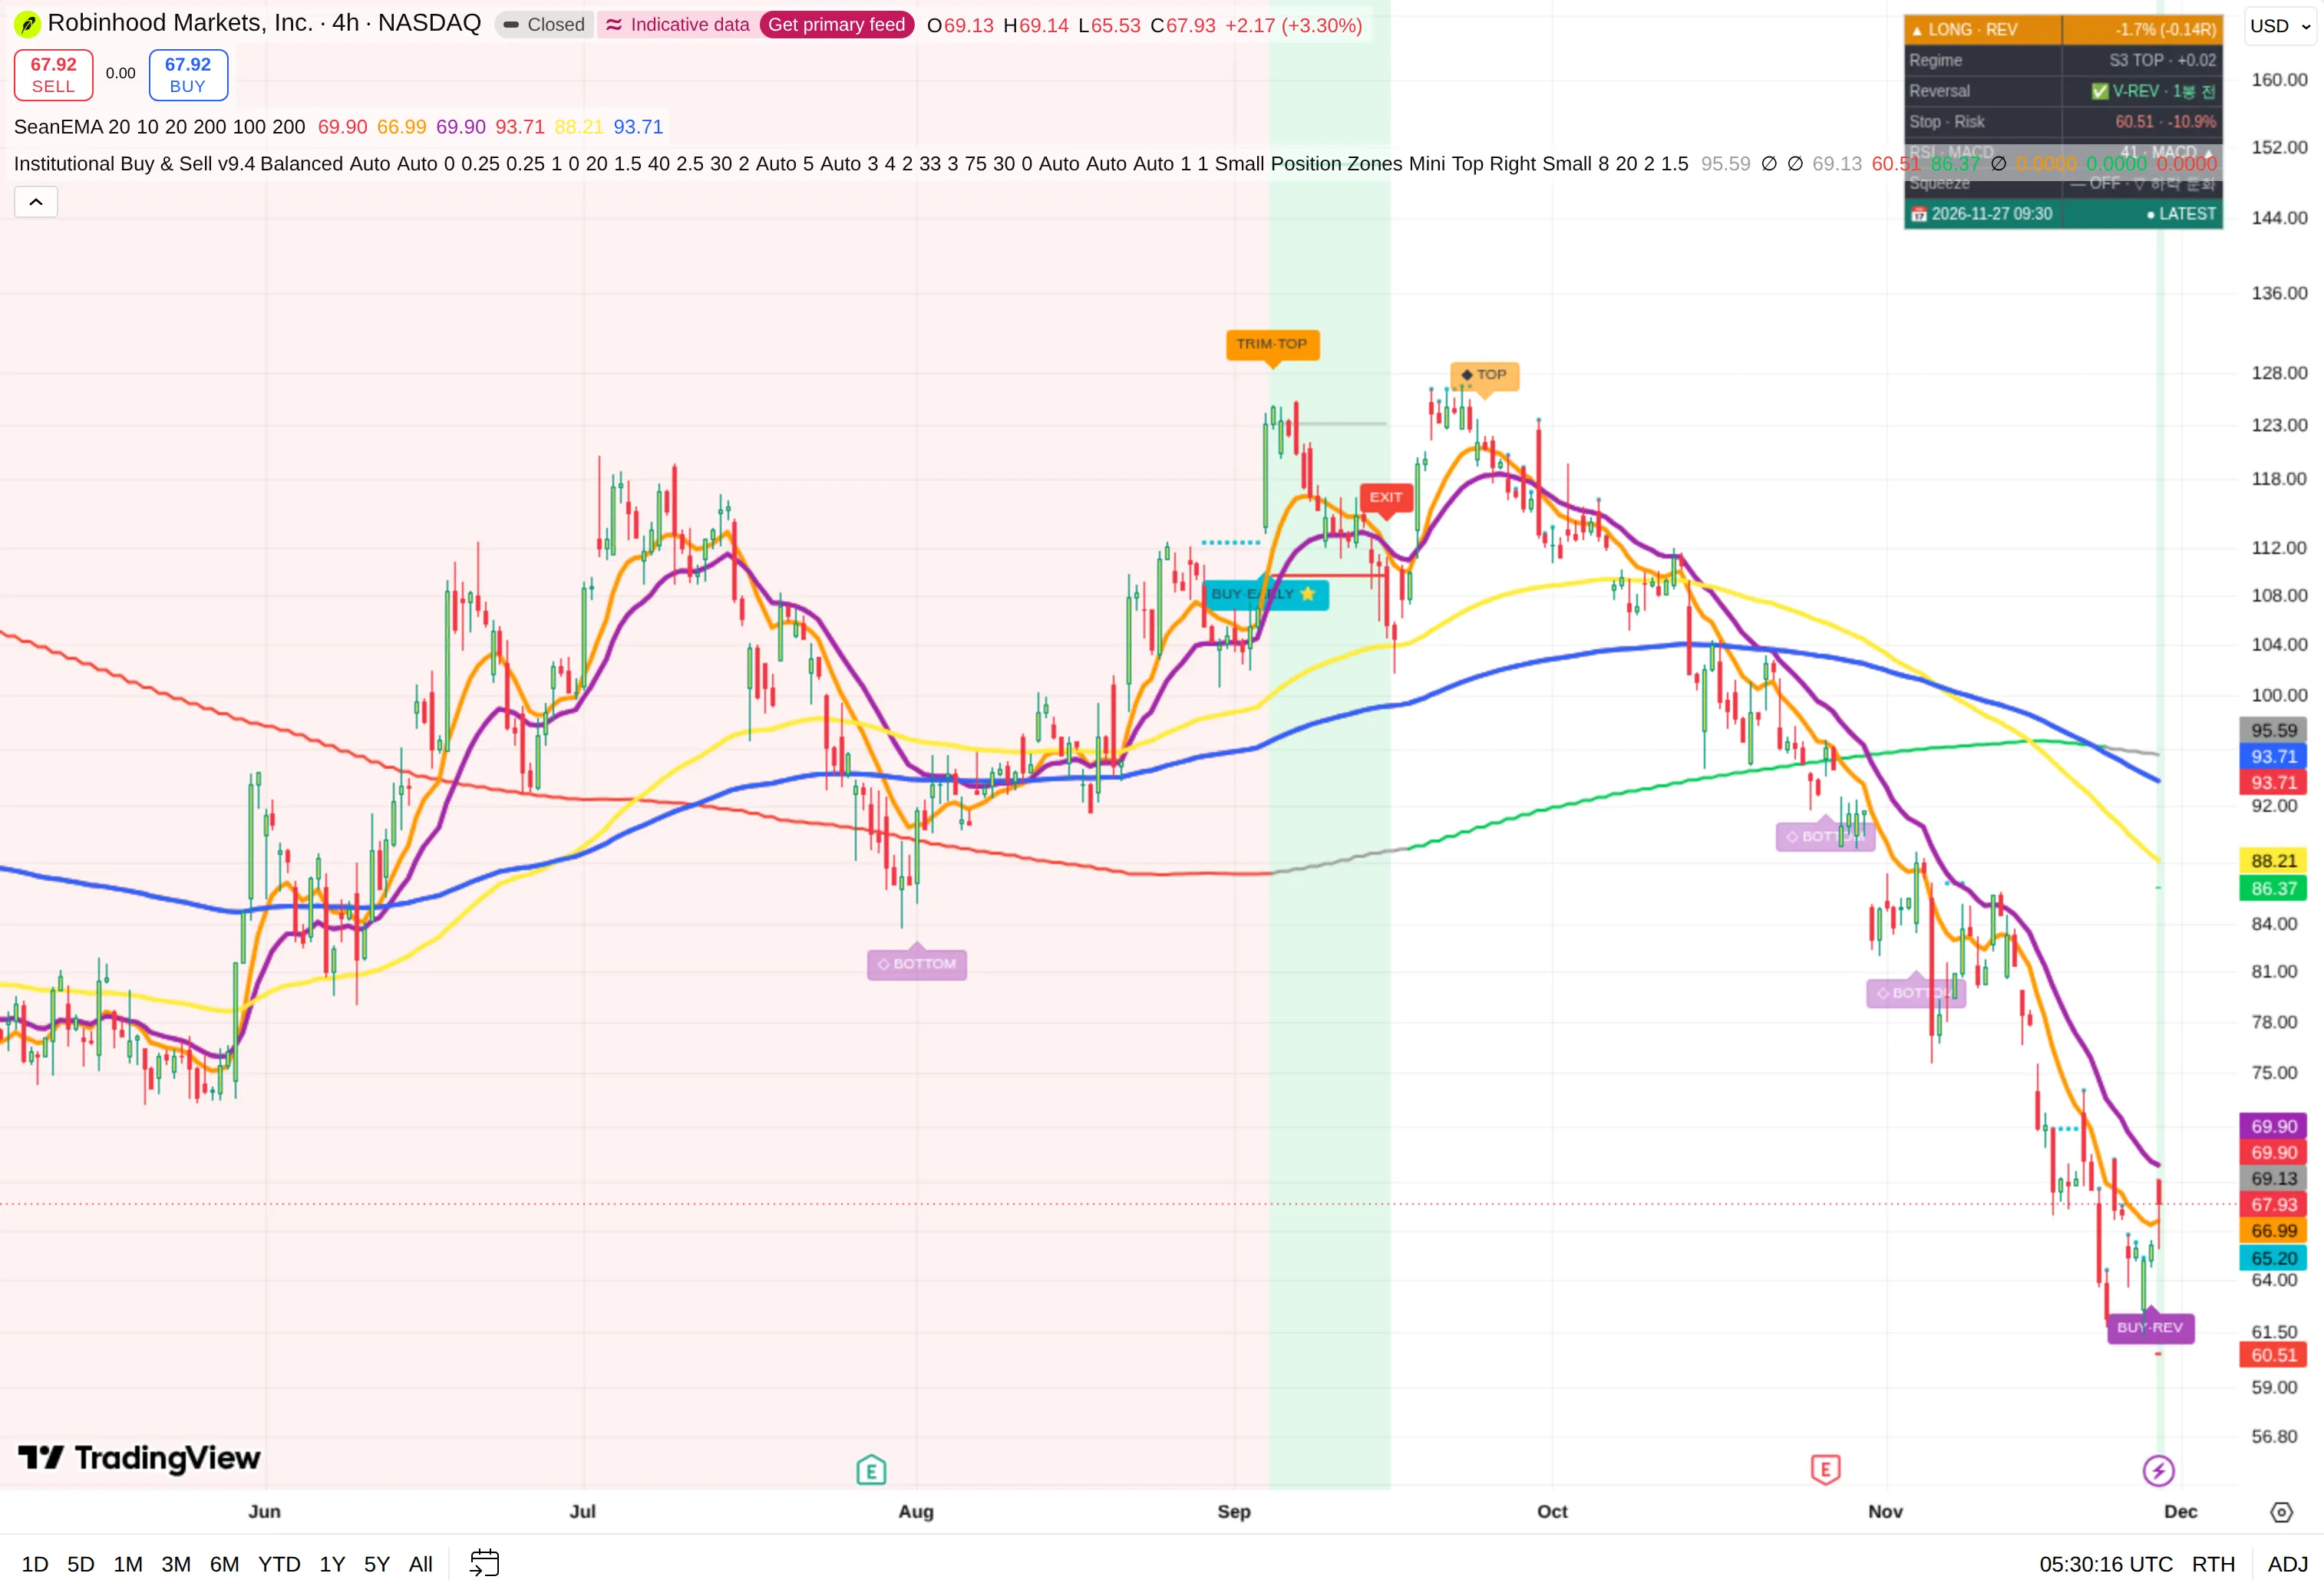 Robinhood Markets, Inc. · 4h · NASDAQ
Closed
Indicative data
Get primary feed
O69.13 H69.14 L65.53 C67.93 +2.17 (+3.30%)
67.92
SELL
0.00
67.92
BUY
SeanEMA 20 10 20 200 100 200 69.90 66.99 69.90 93.71 88.21 93.71
Institutional Buy & Sell v9.4 Balanced Auto Auto 0 0.25 0.25 1 0 20 1.5 40 2.5 30 2 Auto 5 Auto 3 4 2 33 3 75 30 0 Auto Auto Auto 1 1 Small Position Zones Mini Top Right Small 8 20 2 1.5 95.59 ∅ ∅ 69.13 60.51 86.37 ∅ 0.0000 0.0000 0.0000
▲ LONG · REV -1.7% (-0.14R)
Regime S3 TOP · +0.02
Reversal ✅ V-REV · 1봉 전
Stop · Risk 60.51 · -10.9%
RSI · MACD 41 · MACD ▲
Squeeze — OFF · ▽ 하락 둔화
📅 2026-11-27 09:30 ● LATEST
USD
160.00
152.00
144.00
136.00
128.00
123.00
118.00
112.00
108.00
104.00
100.00
95.59
93.71
93.71
92.00
88.21
86.37
84.00
81.00
78.00
75.00
69.90
69.90
69.13
67.93
66.99
65.20
64.00
61.50
60.51
59.00
56.80
TRIM·TOP
◆ TOP
EXIT
BUY·EARLY ⭐
◇ BOTTOM
◇ BOTTOM
◇ BOTTOM
BUY·REV
TradingView
E
E
Jun Jul Aug Sep Oct Nov Dec
1D 5D 1M 3M 6M YTD 1Y 5Y All
05:30:16 UTC RTH ADJ